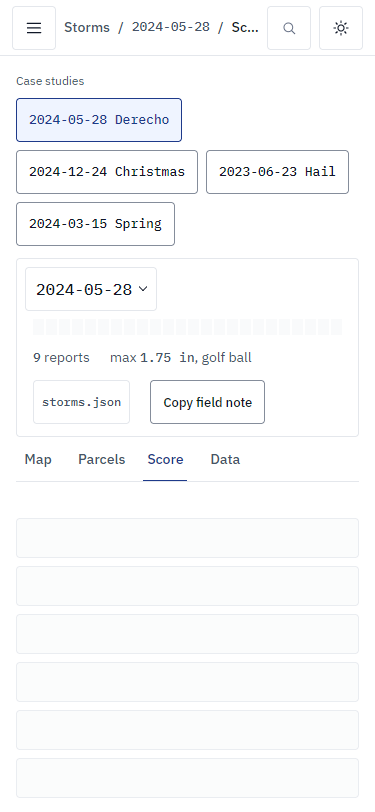 Storms / 2024-05-28 / Sc...
Case studies
2024-05-28 Derecho
2024-12-24 Christmas
2023-06-23 Hail
2024-03-15 Spring
2024-05-28
9 reports max 1.75 in, golf ball
storms.json
Copy field note
Map Parcels Score Data